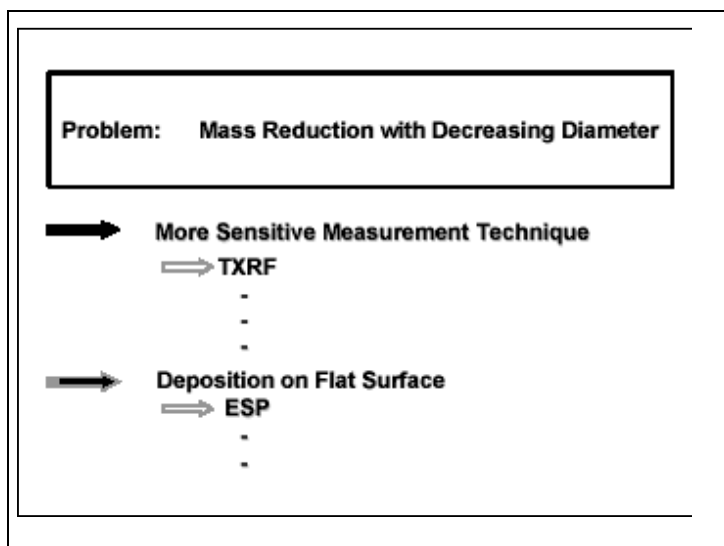 Problem: Mass Reduction with Decreasing Diameter
More Sensitive Measurement Technique
TXRF
-
-
-
Deposition on Flat Surface
ESP
-
-